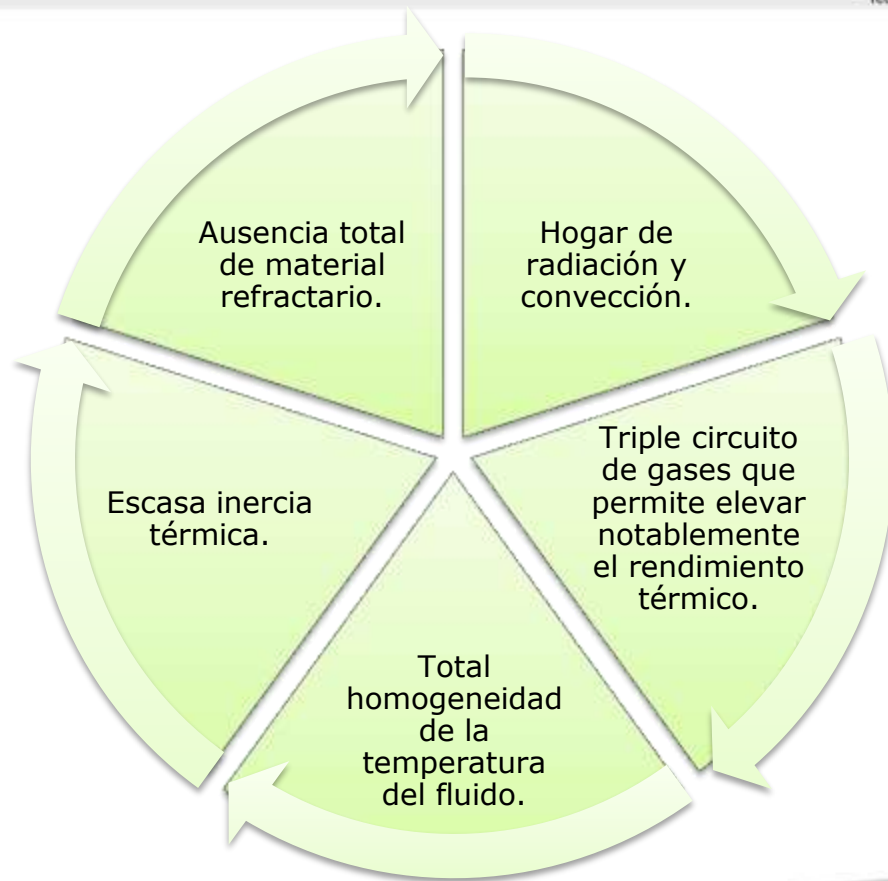 Ausencia total
de material
refractario.
Hogar de
radiación y
convección.
Triple circuito
de gases que
permite elevar
notablemente
el rendimiento
térmico.
Total
homogeneidad
de la
temperatura
del fluido.
Escasa inercia
térmica.